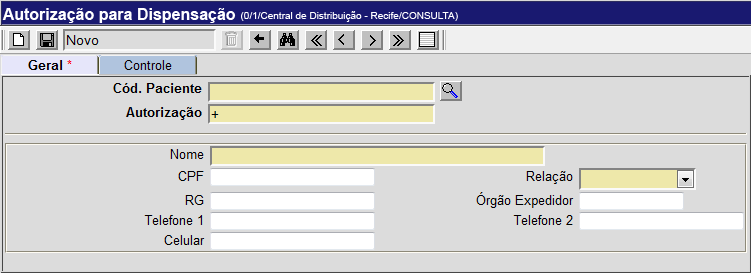 Autorização para Dispensação (0/1/Central de Distribuição - Recife/CONSULTA)
Novo
Geral * Controle
Cód. Paciente
Autorização +
Nome
CPF Relação
RG Órgão Expedidor
Telefone 1 Telefone 2
Celular